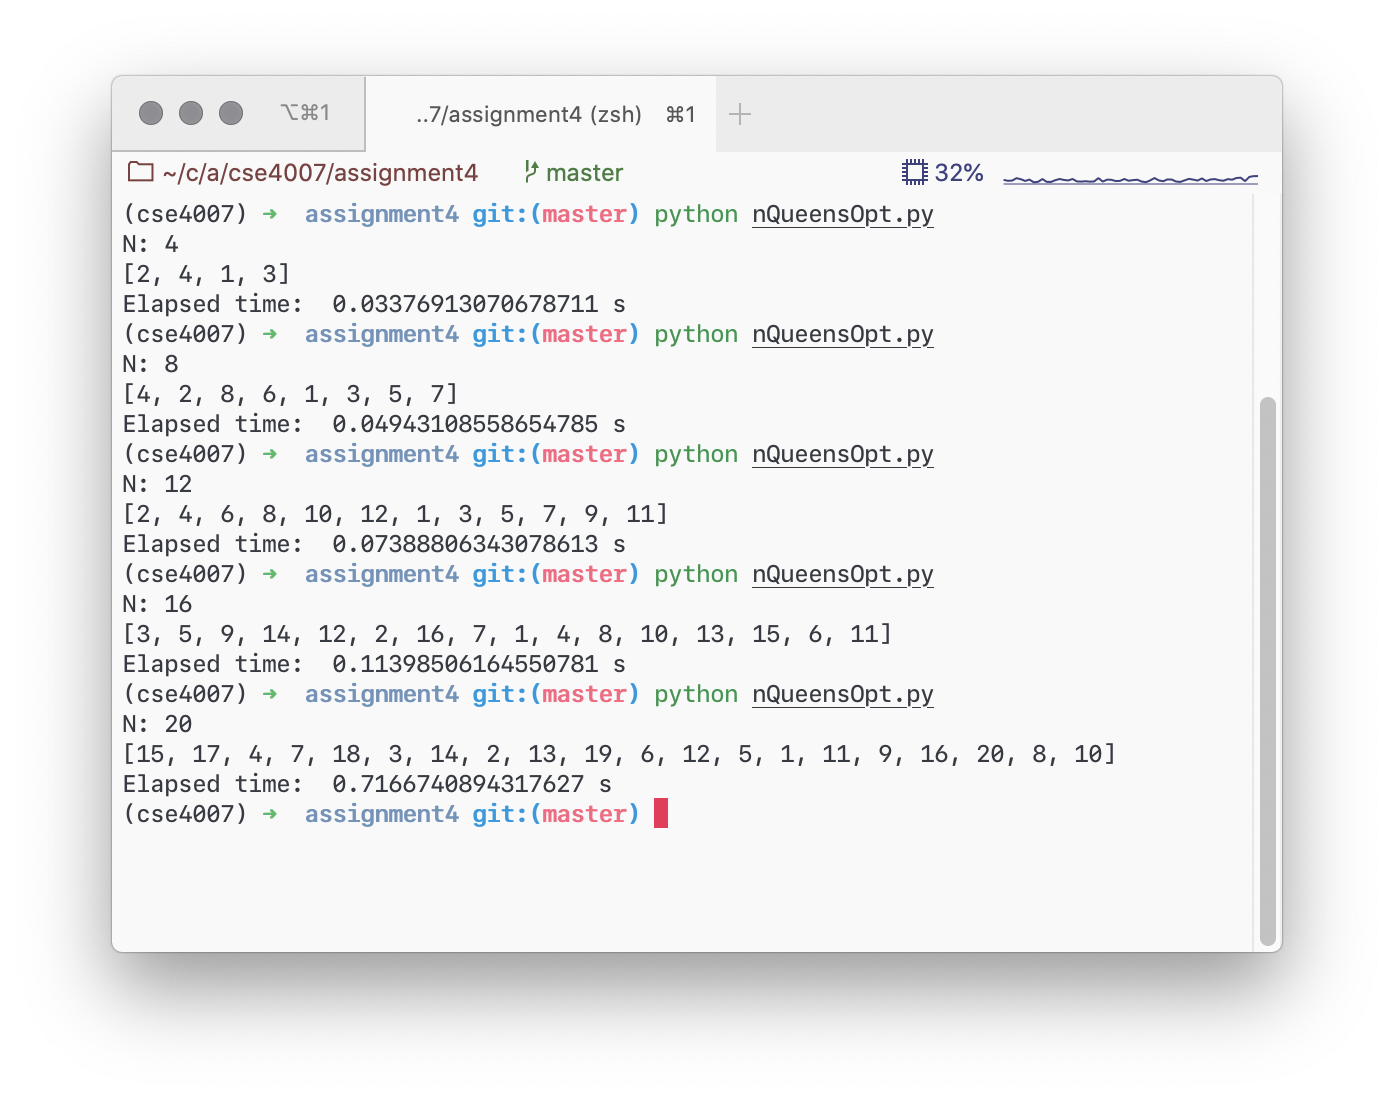 ⌥⌘1 ..7/assignment4 (zsh) ⌘1 +
~/c/a/cse4007/assignment4 master 32%
(cse4007) ➜ assignment4 git:(master) python nQueensOpt.py
N: 4
[2, 4, 1, 3]
Elapsed time:  0.03376913070678711 s
(cse4007) ➜ assignment4 git:(master) python nQueensOpt.py
N: 8
[4, 2, 8, 6, 1, 3, 5, 7]
Elapsed time:  0.04943108558654785 s
(cse4007) ➜ assignment4 git:(master) python nQueensOpt.py
N: 12
[2, 4, 6, 8, 10, 12, 1, 3, 5, 7, 9, 11]
Elapsed time:  0.07388806343078613 s
(cse4007) ➜ assignment4 git:(master) python nQueensOpt.py
N: 16
[3, 5, 9, 14, 12, 2, 16, 7, 1, 4, 8, 10, 13, 15, 6, 11]
Elapsed time:  0.11398506164550781 s
(cse4007) ➜ assignment4 git:(master) python nQueensOpt.py
N: 20
[15, 17, 4, 7, 18, 3, 14, 2, 13, 19, 6, 12, 5, 1, 11, 9, 16, 20, 8, 10]
Elapsed time:  0.7166740894317627 s
(cse4007) ➜ assignment4 git:(master)